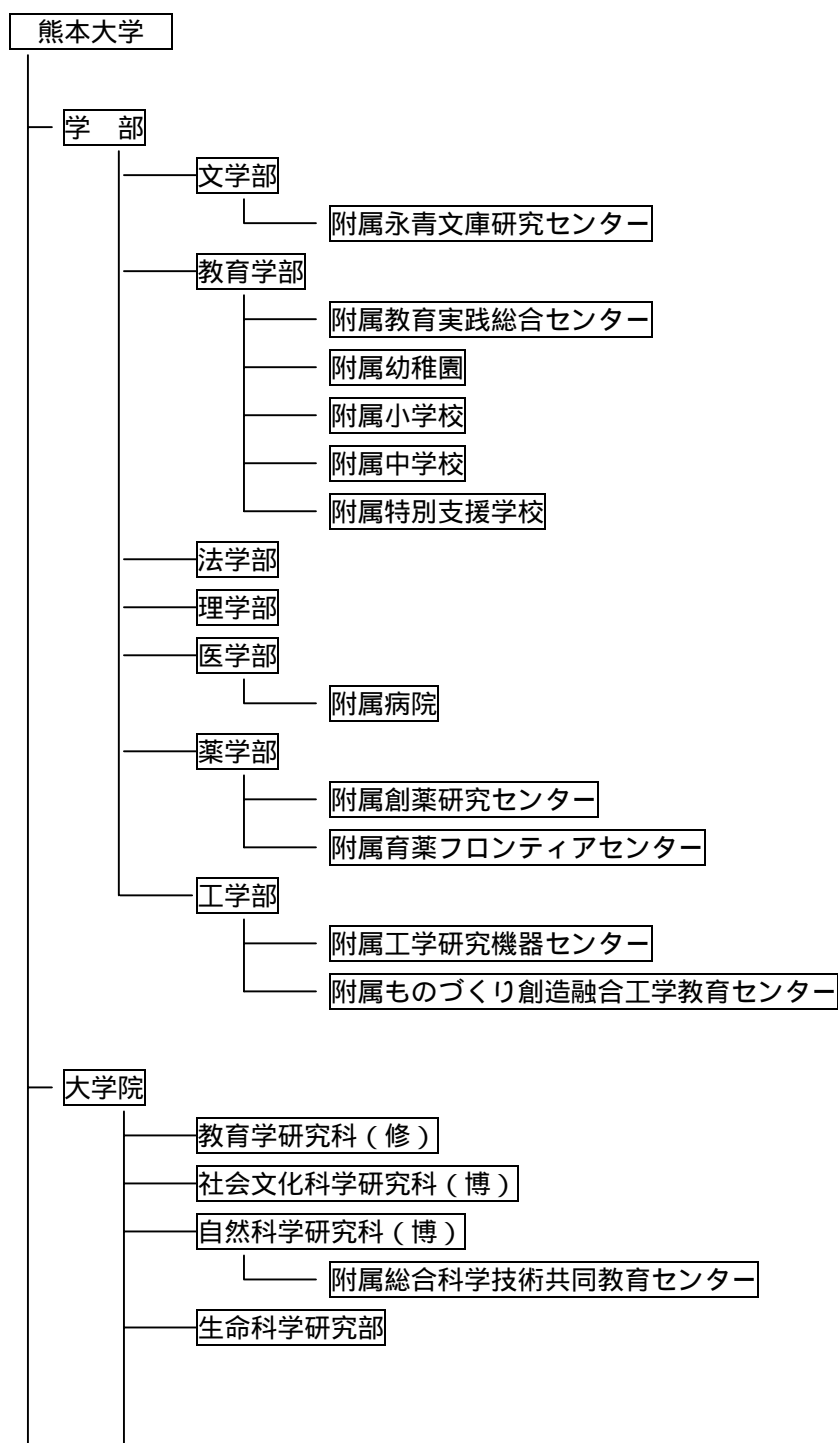 熊本大学
学　部
文学部
附属永青文庫研究センター
教育学部
附属教育実践総合センター
附属幼稚園
附属小学校
附属中学校
附属特別支援学校
法学部
理学部
医学部
附属病院
薬学部
附属創薬研究センター
附属育薬フロンティアセンター
工学部
附属工学研究機器センター
附属ものづくり創造融合工学教育センター
大学院
教育学研究科（修）
社会文化科学研究科（博）
自然科学研究科（博）
附属総合科学技術共同教育センター
生命科学研究部